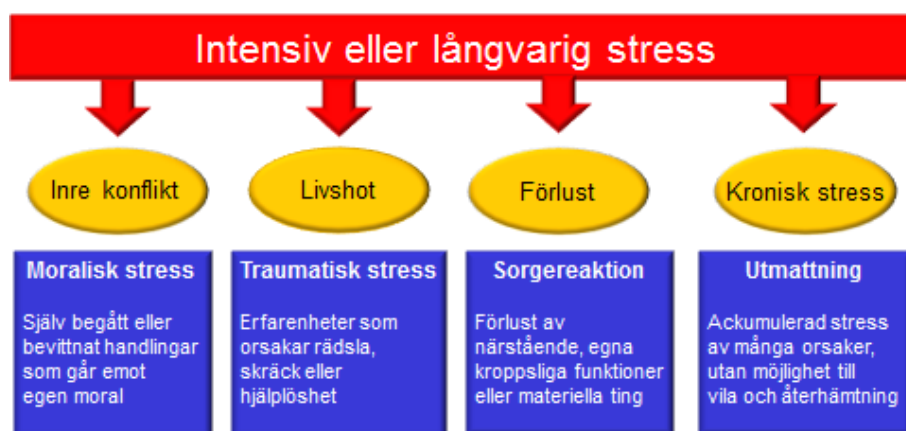 Intensiv eller långvarig stress
Inre konflikt
Livshot
Förlust
Kronisk stress
Moralisk stress
Själv begått eller
bevittnat handlingar
som går emot
egen moral
Traumatisk stress
Erfarenheter som
orsakar rädsla,
skräck eller
hjälplöshet
Sorgereaktion
Förlust av
närstående, egna
kroppsliga funktioner
eller materiella ting
Utmattning
Ackumulerad stress
av många orsaker,
utan möjlighet till
vila och återhämtning